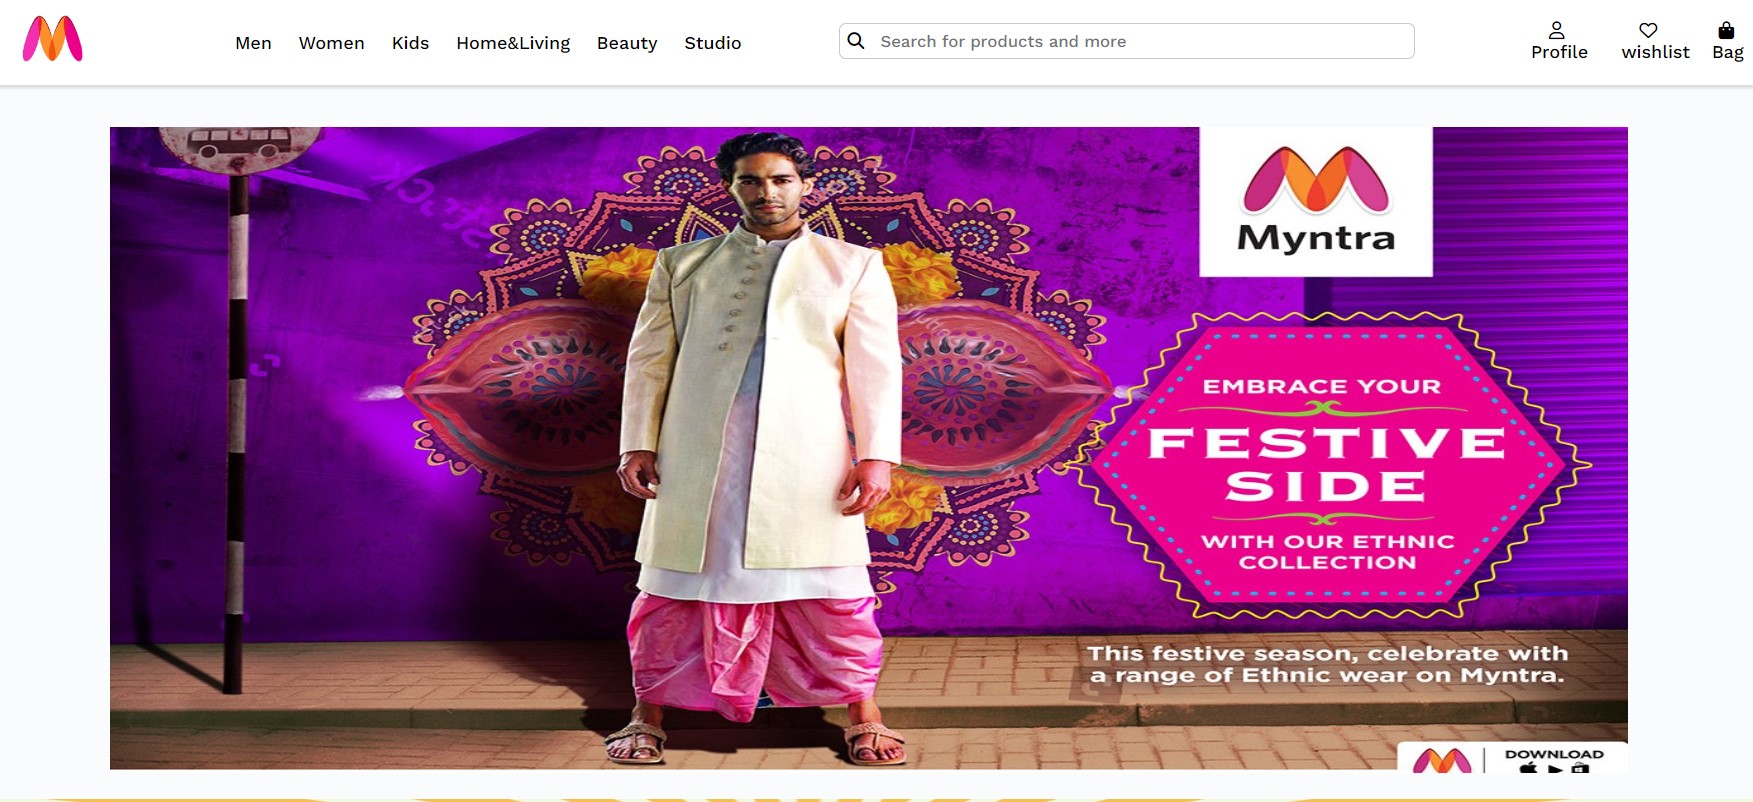 Men Women Kids Home&Living Beauty Studio
Search for products and more
Profile wishlist Bag
Myntra
EMBRACE YOUR
FESTIVE
SIDE
WITH OUR ETHNIC
COLLECTION
This festive season, celebrate with
a range of Ethnic wear on Myntra.
DOWNLOAD